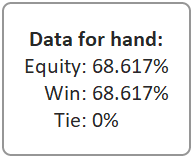 Data for hand:
Equity: 68.617%
Win: 68.617%
Tie: 0%